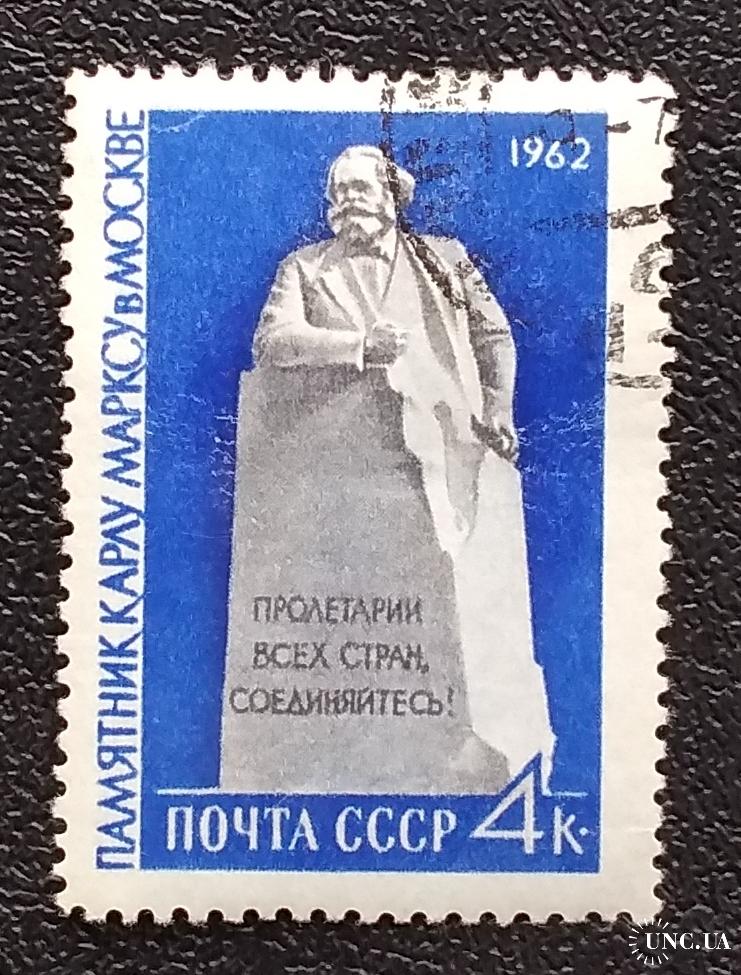 ПАМЯТНИК КАРЛУ МАРКСУ в МОСКВЕ
1962
ПРОЛЕТАРИИ
ВСЕХ СТРАН,
СОЕДИНЯЙТЕСЬ!
ПОЧТА СССР 4 к.
UNC.UA